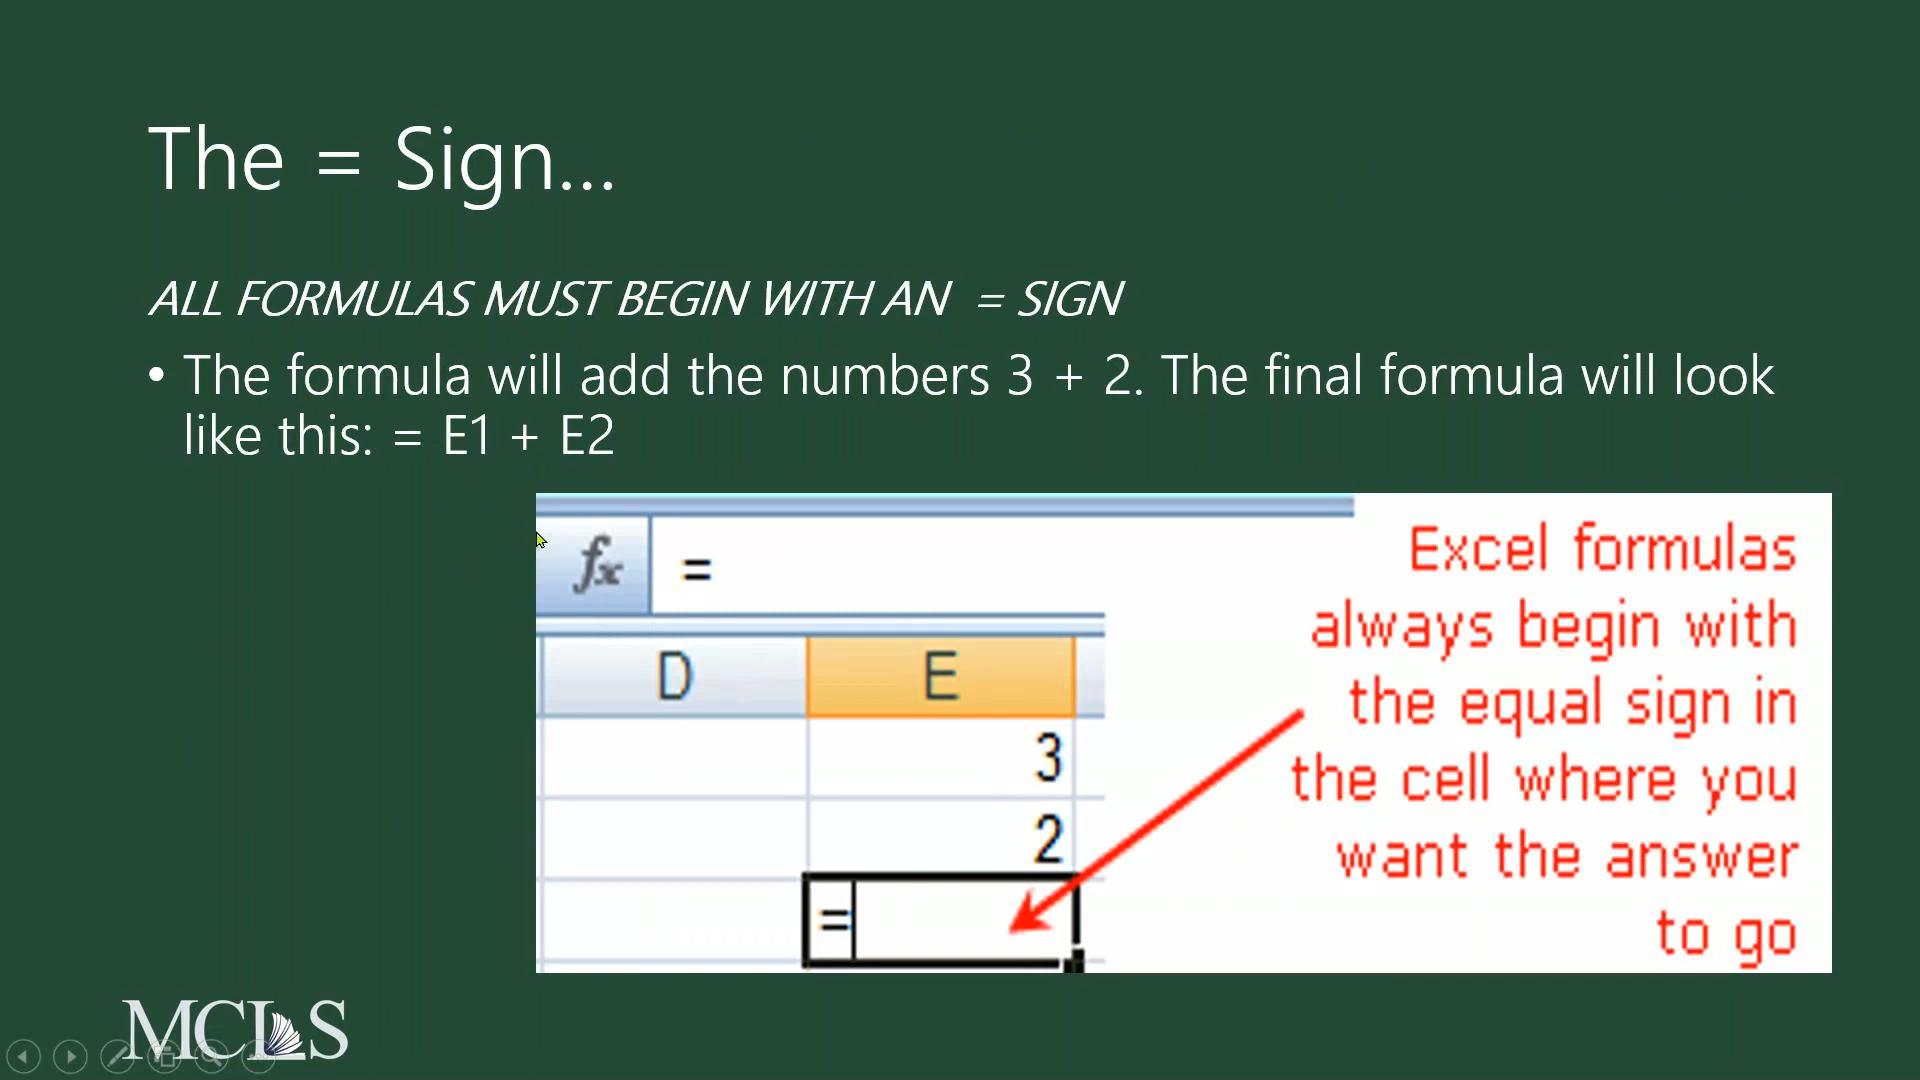 The = Sign...
ALL FORMULAS MUST BEGIN WITH AN = SIGN
• The formula will add the numbers 3 + 2. The final formula will look
like this: = E1 + E2
fx =
D E
3
2
=
Excel formulas
always begin with
the equal sign in
the cell where you
want the answer
to go
MCLS